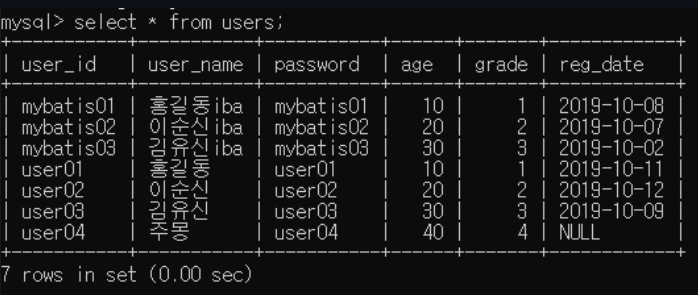 mysql> select * from users;
| user_id | user_name | password | age | grade | reg_date |
| mybatis01 | 홍길동iba | mybatis01 | 10 | 1 | 2019-10-08 |
| mybatis02 | 이순신iba | mybatis02 | 20 | 2 | 2019-10-07 |
| mybatis03 | 김유신iba | mybatis03 | 30 | 3 | 2019-10-02 |
| user01 | 홍길동 | user01 | 10 | 1 | 2019-10-11 |
| user02 | 이순신 | user02 | 20 | 2 | 2019-10-12 |
| user03 | 김유신 | user03 | 30 | 3 | 2019-10-09 |
| user04 | 주몽 | user04 | 40 | 4 | NULL |
7 rows in set (0.00 sec)